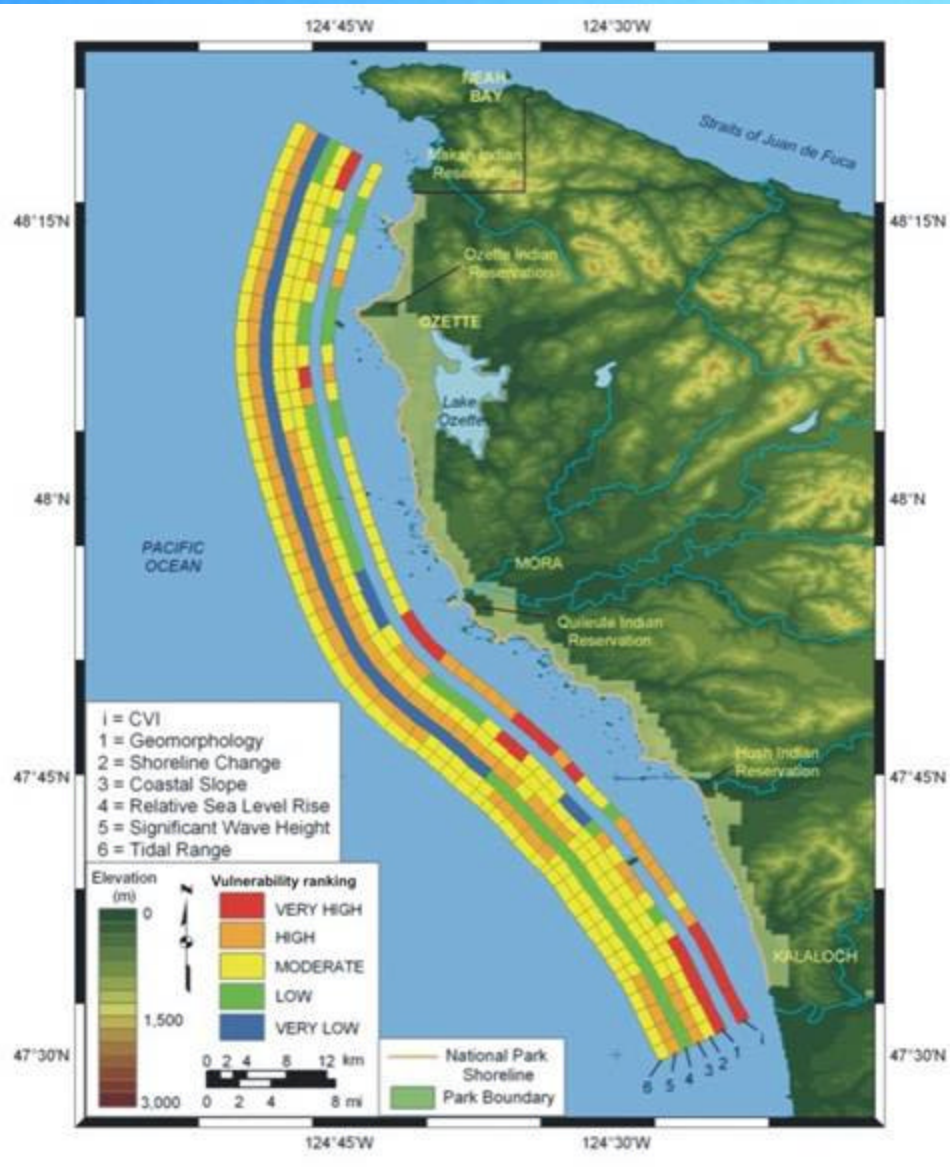 124°45'W 124°30'W
NEAH
BAY
Straits of Juan de Fuca
Makah Indian
Reservation
48°15'N 48°15'N
Ozette Indian
Reservation
OZETTE
Lake
Ozette
48°N 48°N
PACIFIC
OCEAN
MORA
Quileute Indian
Reservation
i = CVI
1 = Geomorphology
2 = Shoreline Change
3 = Coastal Slope
4 = Relative Sea Level Rise
5 = Significant Wave Height
6 = Tidal Range
Hoh Indian
Reservation
47°45'N 47°45'N
Elevation
(m)
0
1,500
3,000
N
Vulnerability ranking
VERY HIGH
HIGH
MODERATE
LOW
VERY LOW
0 2 4 8 12 km
0 2 4 8 mi
National Park
Shoreline
Park Boundary
KALALOCH
6 5 4 3 2 1 i
47°30'N 47°30'N
124°45'W 124°30'W